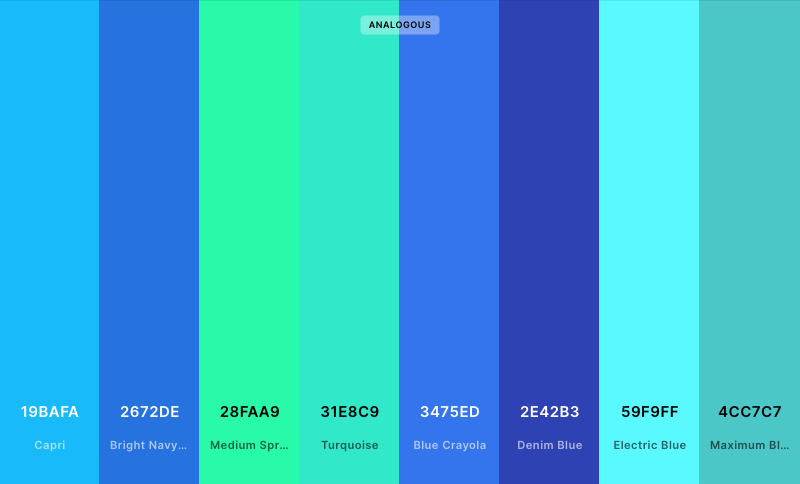 ANALOGOUS
19BAFA 2672DE 28FAA9 31E8C9 3475ED 2E42B3 59F9FF 4CC7C7
Capri Bright Navy... Medium Spr... Turquoise Blue Crayola Denim Blue Electric Blue Maximum Bl...